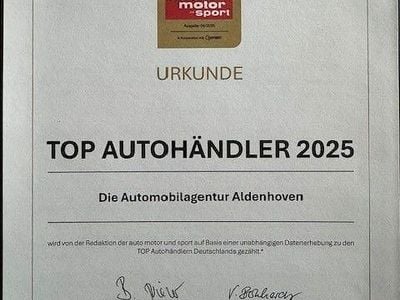 motor
sport
URKUNDE
TOP AUTOHÄNDLER 2025
Die Automobilagentur Aldenhoven
wird von der Redaktion der auto motor und sport auf Basis einer unabhängigen Datenerhebung zu den
TOP Autohändlern Deutschlands gezählt.*